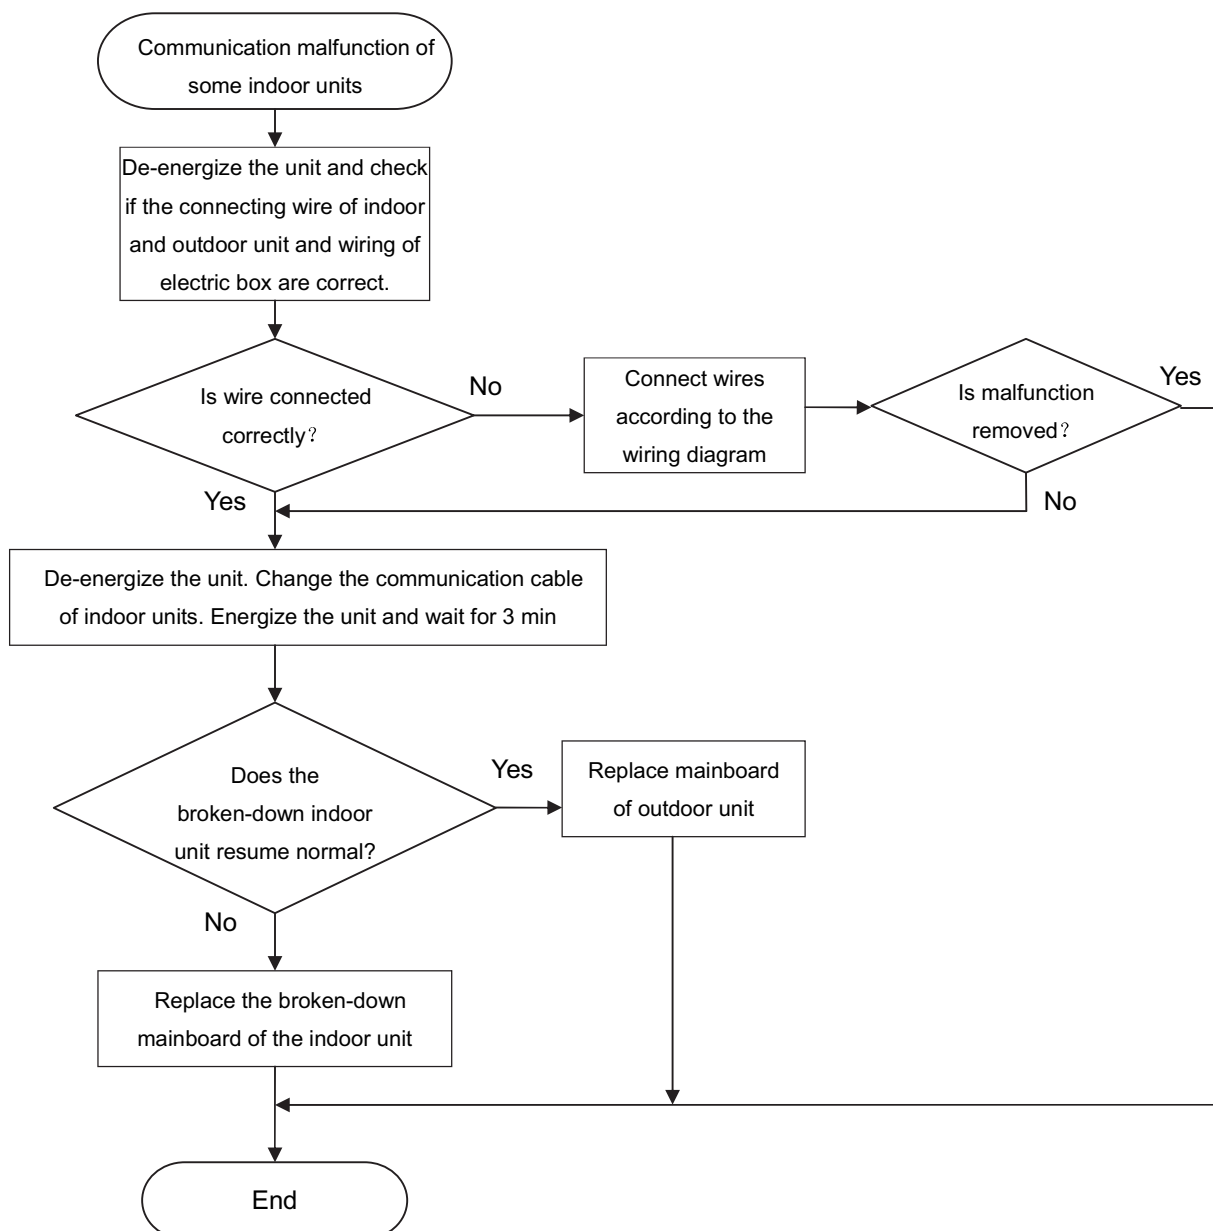 Communication malfunction of
some indoor units
De-energize the unit and check
if the connecting wire of indoor
and outdoor unit and wiring of
electric box are correct.
Is wire connected
correctly？
No
Connect wires
according to the
wiring diagram
Is malfunction
removed？
Yes
Yes
No
De-energize the unit. Change the communication cable
of indoor units. Energize the unit and wait for 3 min
Does the
broken-down indoor
unit resume normal?
Yes
Replace mainboard
of outdoor unit
No
Replace the broken-down
mainboard of the indoor unit
End